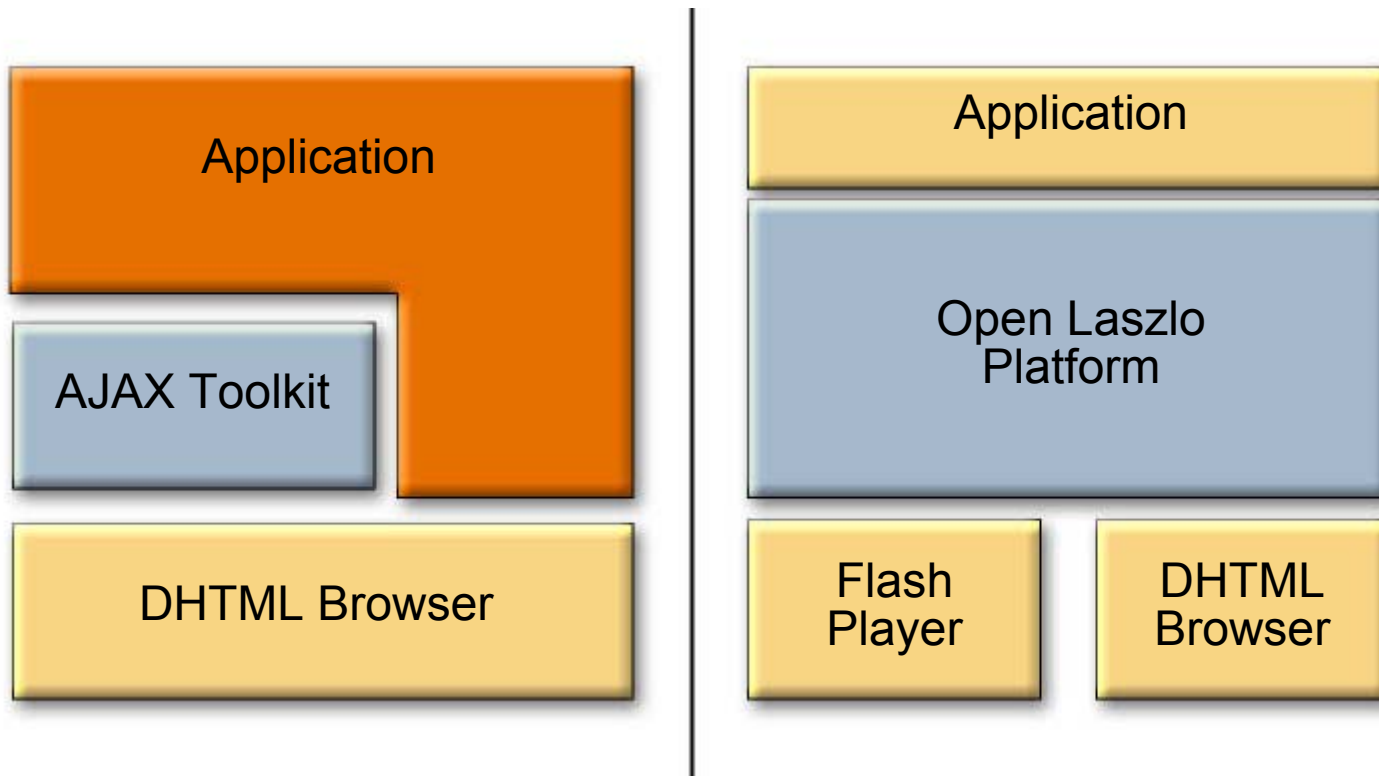 Application
AJAX Toolkit
DHTML Browser
Application
Open Laszlo
Platform
Flash
Player
DHTML
Browser